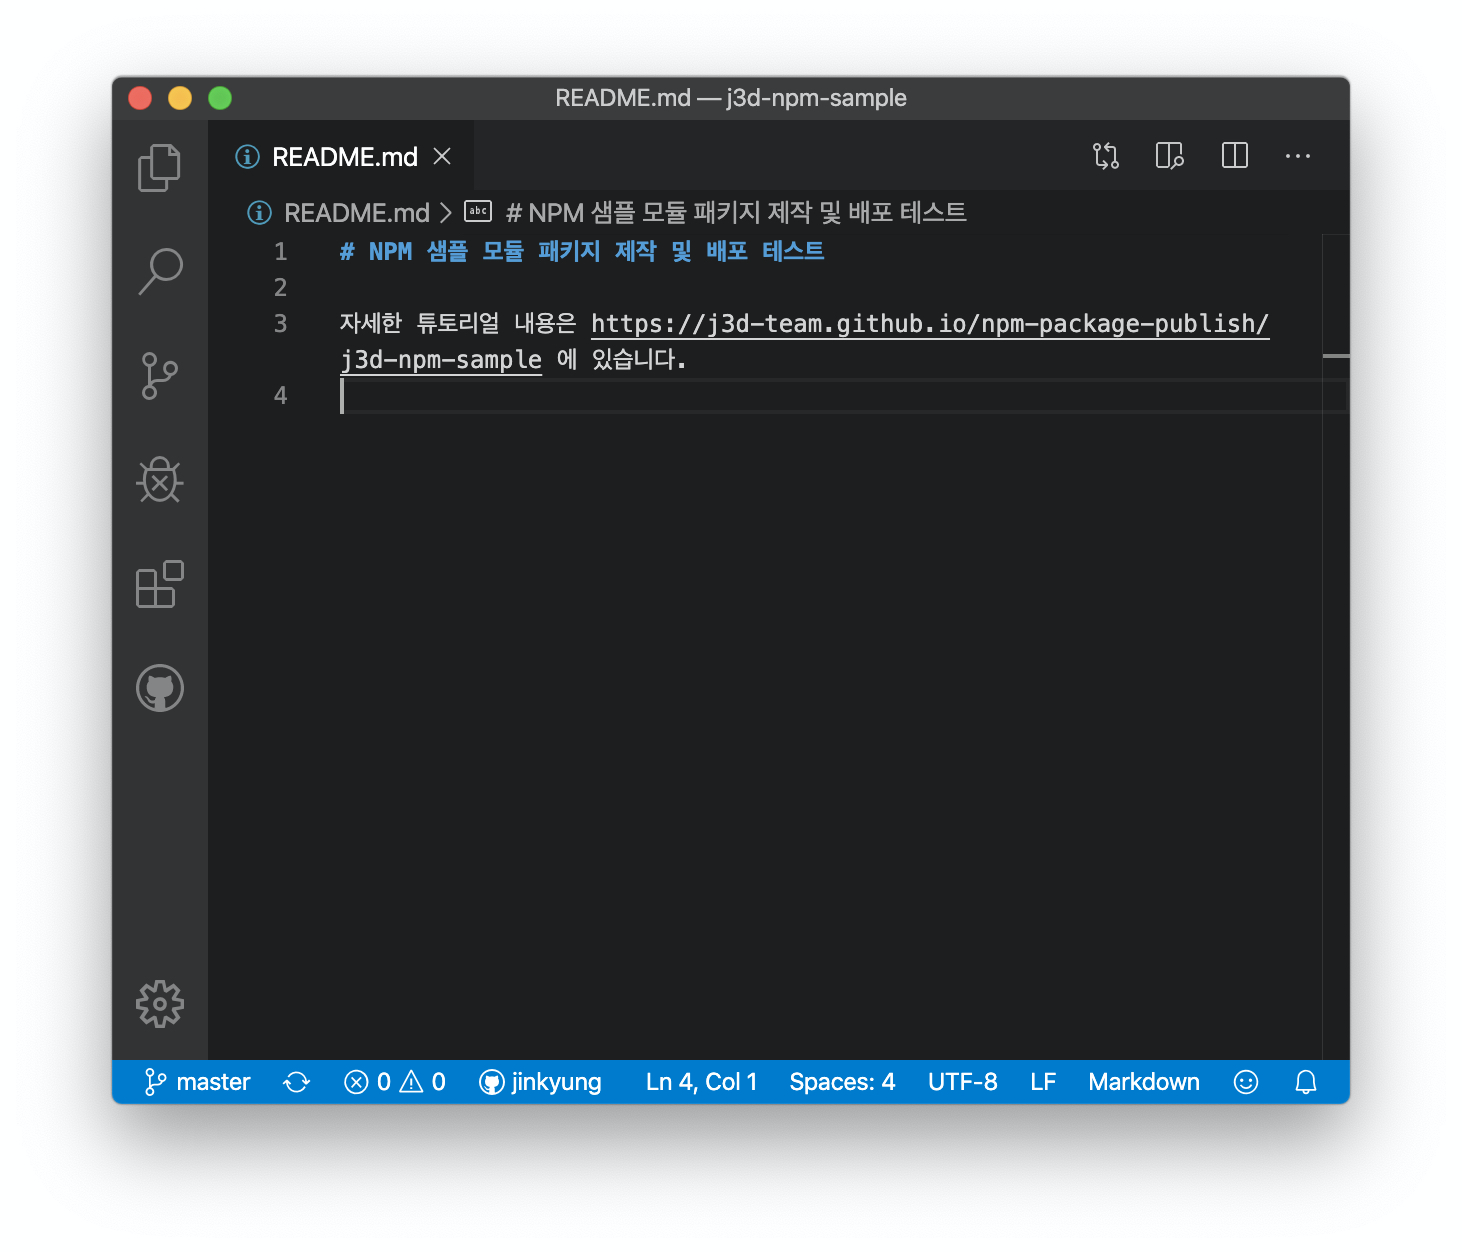 README.md — j3d-npm-sample
README.md
README.md > abc # NPM 샘플 모듈 패키지 제작 및 배포 테스트
1 # NPM 샘플 모듈 패키지 제작 및 배포 테스트
2
3 자세한 튜토리얼 내용은 https://j3d-team.github.io/npm-package-publish/
j3d-npm-sample 에 있습니다.
4
master 0 0 jinkyung Ln 4, Col 1 Spaces: 4 UTF-8 LF Markdown